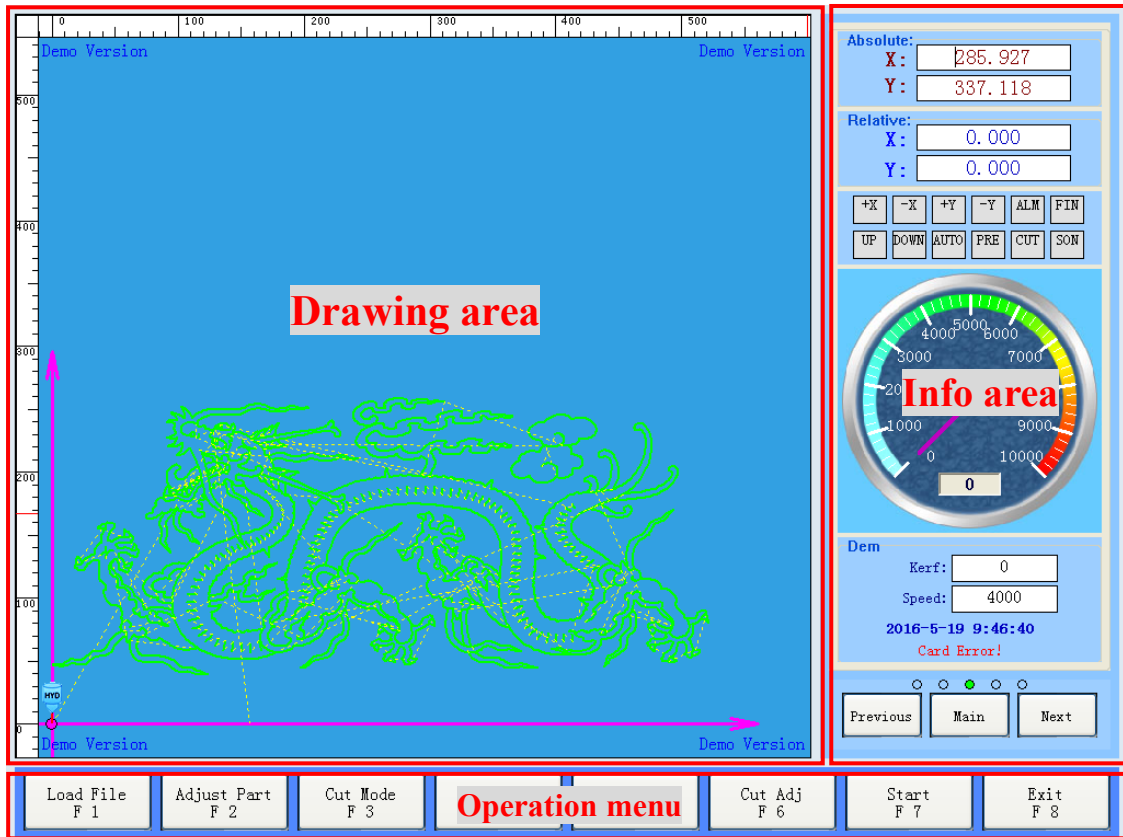 0 100 200 300 400 500
Demo Version Demo Version
500
400
300
200
100
0
Drawing area
HYD
Demo Version Demo Version
Absolute:
X: 285.927
Y: 337.118
Relative:
X: 0.000
Y: 0.000
+X -X +Y -Y ALM FIN
UP DOWN AUTO PRE CUT SON
4000 5000 6000
3000 7000
Info area
1000 9000
0 10000
0
Dem
Kerf: 0
Speed: 4000
2016-5-19 9:46:40
Card Error!
Previous Main Next
Load File Adjust Part Cut Mode Operation menu Cut Adj Start Exit
F 1 F 2 F 3 F 6 F 7 F 8